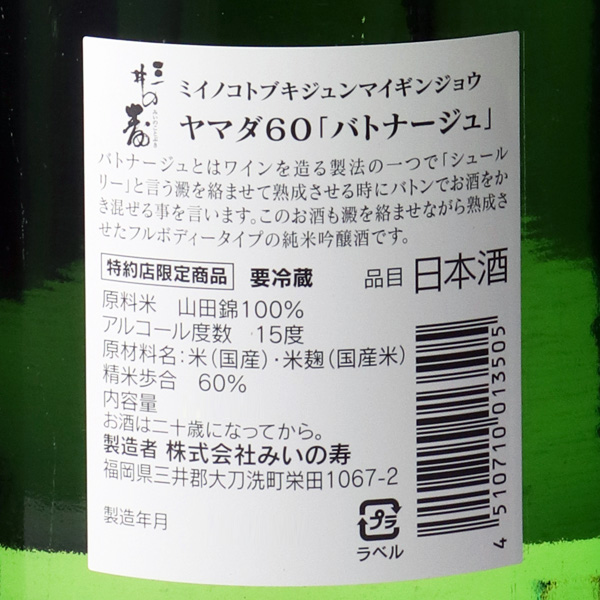 三井の寿
みいのことぶき
ミイノコトブキジュンマイギンジョウ
ヤマダ60「バトナージュ」
バトナージュとはワインを造る製法の一つで「シュール
リー」と言う澱を絡ませて熟成させる時にバトンでお酒をか
き混ぜる事を言います。このお酒も澱を絡ませながら熟成さ
せたフルボディータイプの純米吟醸酒です。
特約店限定商品 要冷蔵 品目 日本酒
原料米 山田錦100%
アルコール度数 15度
原材料名:米(国産)・米麹(国産米)
精米歩合 60%
内容量
お酒は二十歳になってから。
製造者 株式会社みいの寿
福岡県三井郡大刀洗町栄田1067-2
製造年月
プラ
ラベル
4510710013505